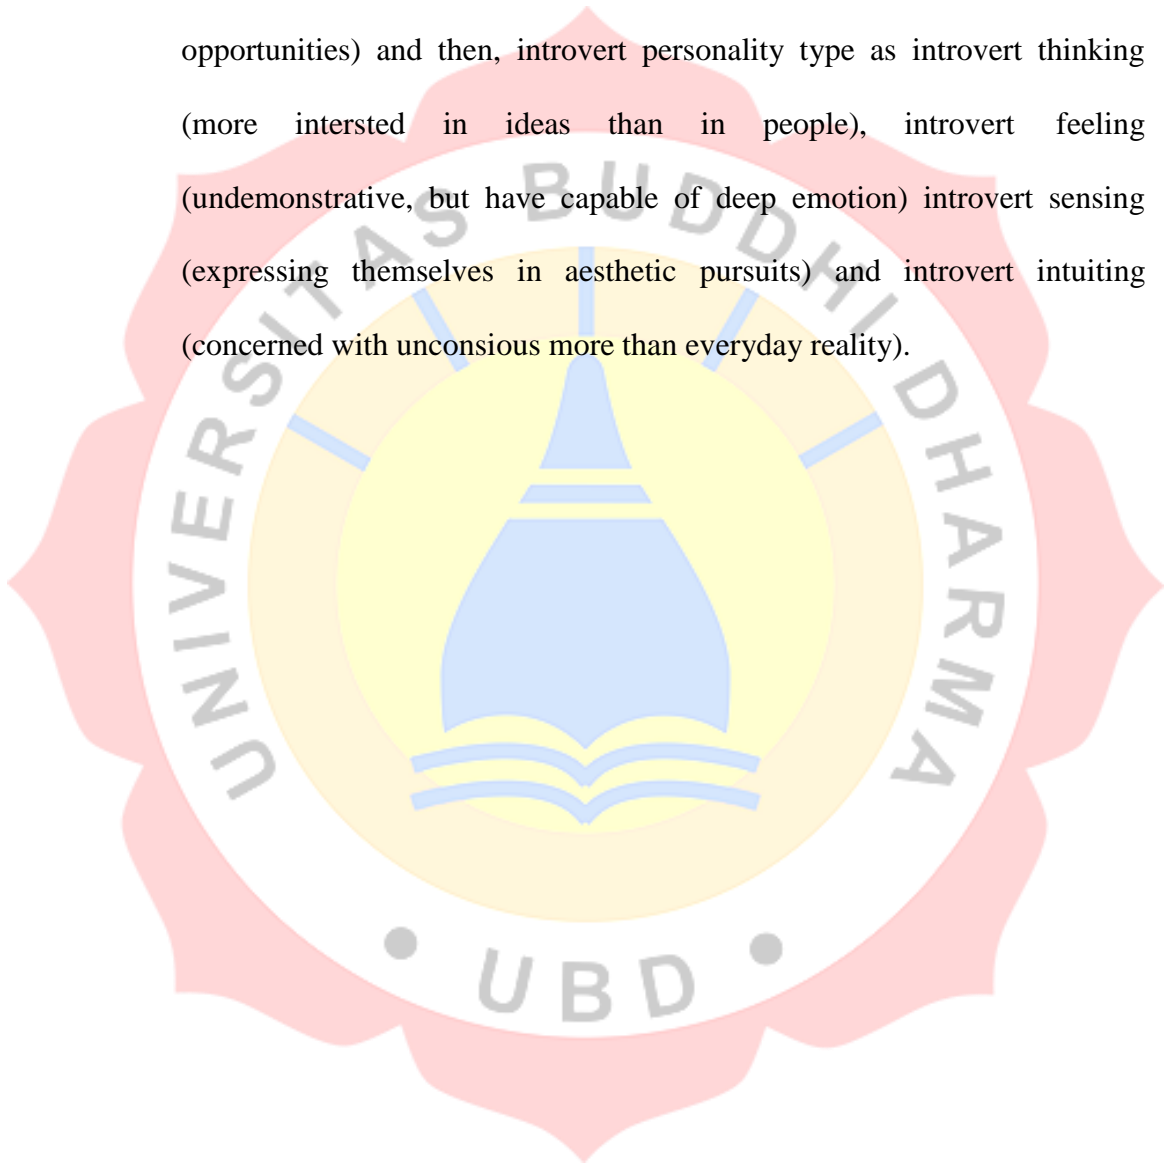 opportunities) and then, introvert personality type as introvert thinking
(more intersted in ideas than in people), introvert feeling
(undemonstrative, but have capable of deep emotion) introvert sensing
(expressing themselves in aesthetic pursuits) and introvert intuiting
(concerned with unconsious more than everyday reality).
UNIVERSITAS BUDDHI DHARMA
• UBD •